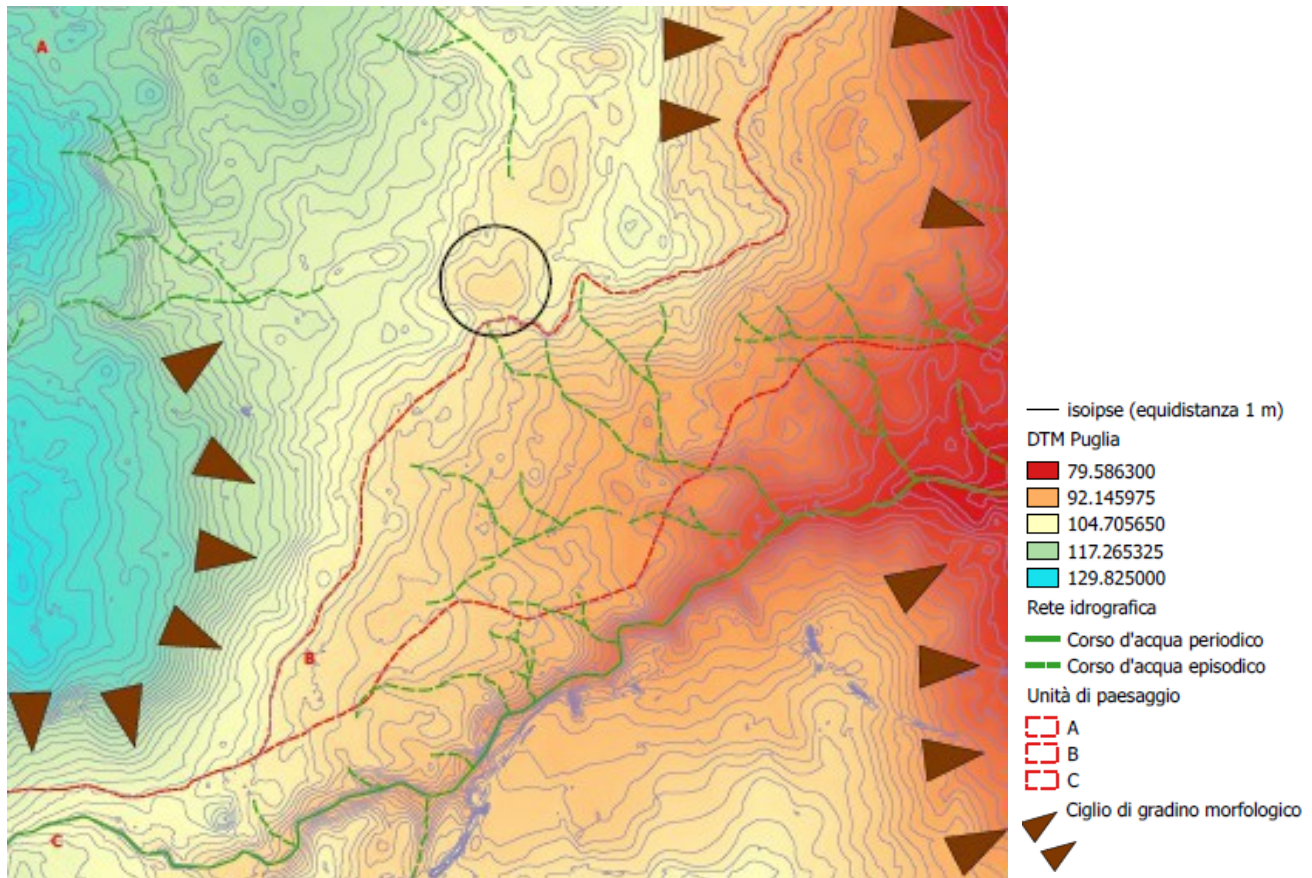 A
B
C
isoipse (equidistanza 1 m)
DTM Puglia
79.586300
92.145975
104.705650
117.265325
129.825000
Rete idrografica
Corso d'acqua periodico
Corso d'acqua episodico
Unità di paesaggio
A
B
C
Ciglio di gradino morfologico